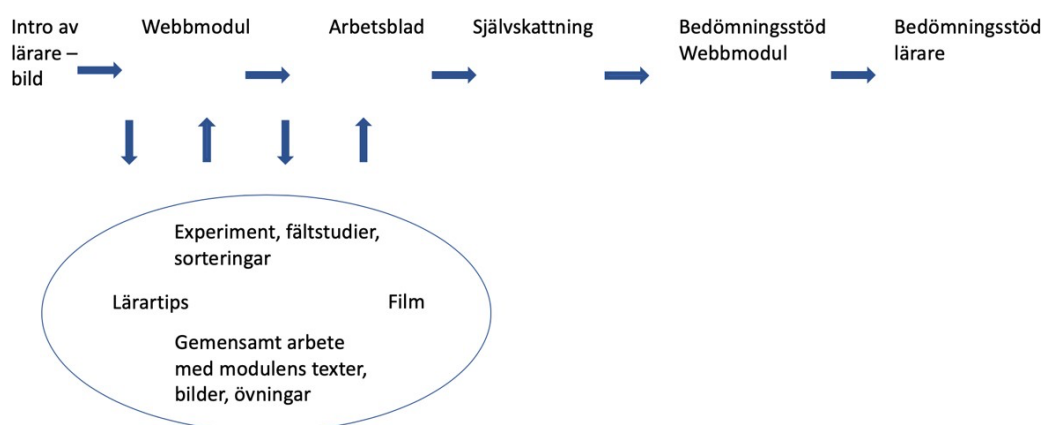 Intro av
lärare –
bild
Webbmodul
Arbetsblad
Självskattning
Bedömningsstöd
Webbmodul
Bedömningsstöd
lärare
Experiment, fältstudier,
sorteringar
Lärartips
Film
Gemensamt arbete
med modulens texter,
bilder, övningar